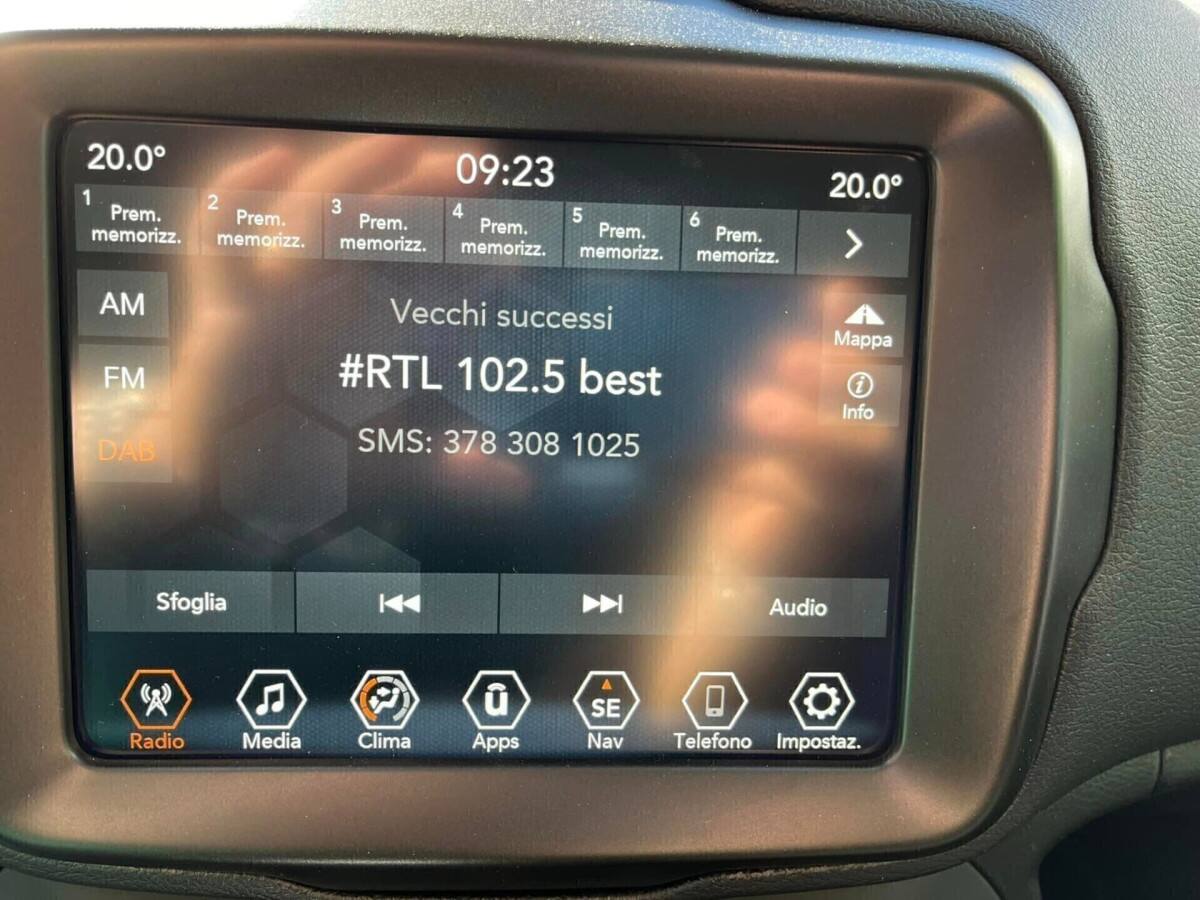 20.0° 09:23 20.0°
1 Prem. memorizz.
2 Prem. memorizz.
3 Prem. memorizz.
4 Prem. memorizz.
5 Prem. memorizz.
6 Prem. memorizz.
AM
FM
DAB
Vecchi successi
#RTL 102.5 best
SMS: 378 308 1025
Mappa
Info
Sfoglia Audio
SE
Radio Media Clima Apps Nav Telefono Impostaz.